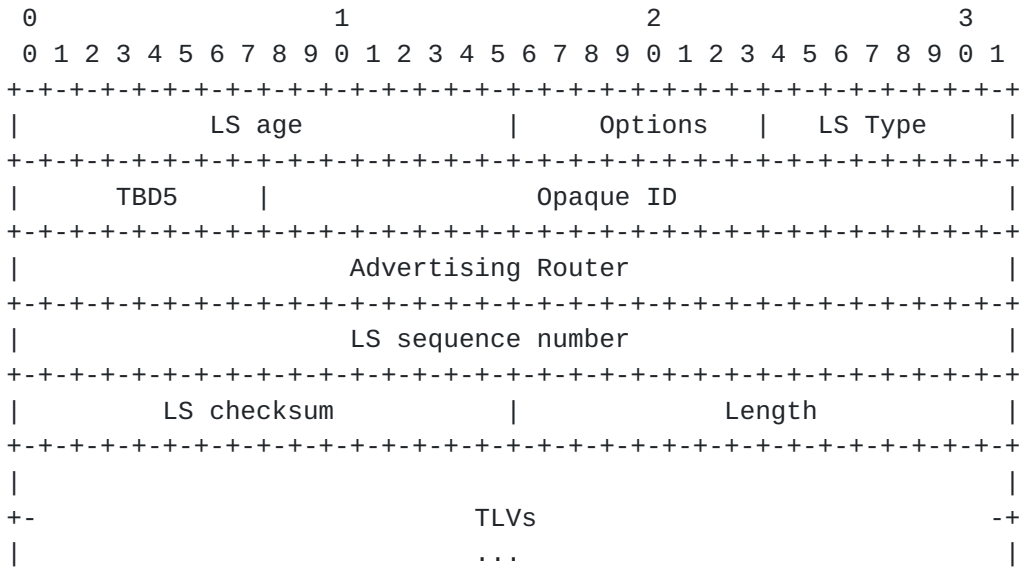 0                   1                   2                   3
 0 1 2 3 4 5 6 7 8 9 0 1 2 3 4 5 6 7 8 9 0 1 2 3 4 5 6 7 8 9 0 1
+-+-+-+-+-+-+-+-+-+-+-+-+-+-+-+-+-+-+-+-+-+-+-+-+-+-+-+-+-+-+-+-+
|            LS age             |     Options   |   LS Type     |
+-+-+-+-+-+-+-+-+-+-+-+-+-+-+-+-+-+-+-+-+-+-+-+-+-+-+-+-+-+-+-+-+
|      TBD5     |                 Opaque ID                     |
+-+-+-+-+-+-+-+-+-+-+-+-+-+-+-+-+-+-+-+-+-+-+-+-+-+-+-+-+-+-+-+-+
|                     Advertising Router                        |
+-+-+-+-+-+-+-+-+-+-+-+-+-+-+-+-+-+-+-+-+-+-+-+-+-+-+-+-+-+-+-+-+
|                     LS sequence number                        |
+-+-+-+-+-+-+-+-+-+-+-+-+-+-+-+-+-+-+-+-+-+-+-+-+-+-+-+-+-+-+-+-+
|         LS checksum           |             Length            |
+-+-+-+-+-+-+-+-+-+-+-+-+-+-+-+-+-+-+-+-+-+-+-+-+-+-+-+-+-+-+-+-+
|                                                               |
+-                            TLVs                             -+
|                             ...                               |